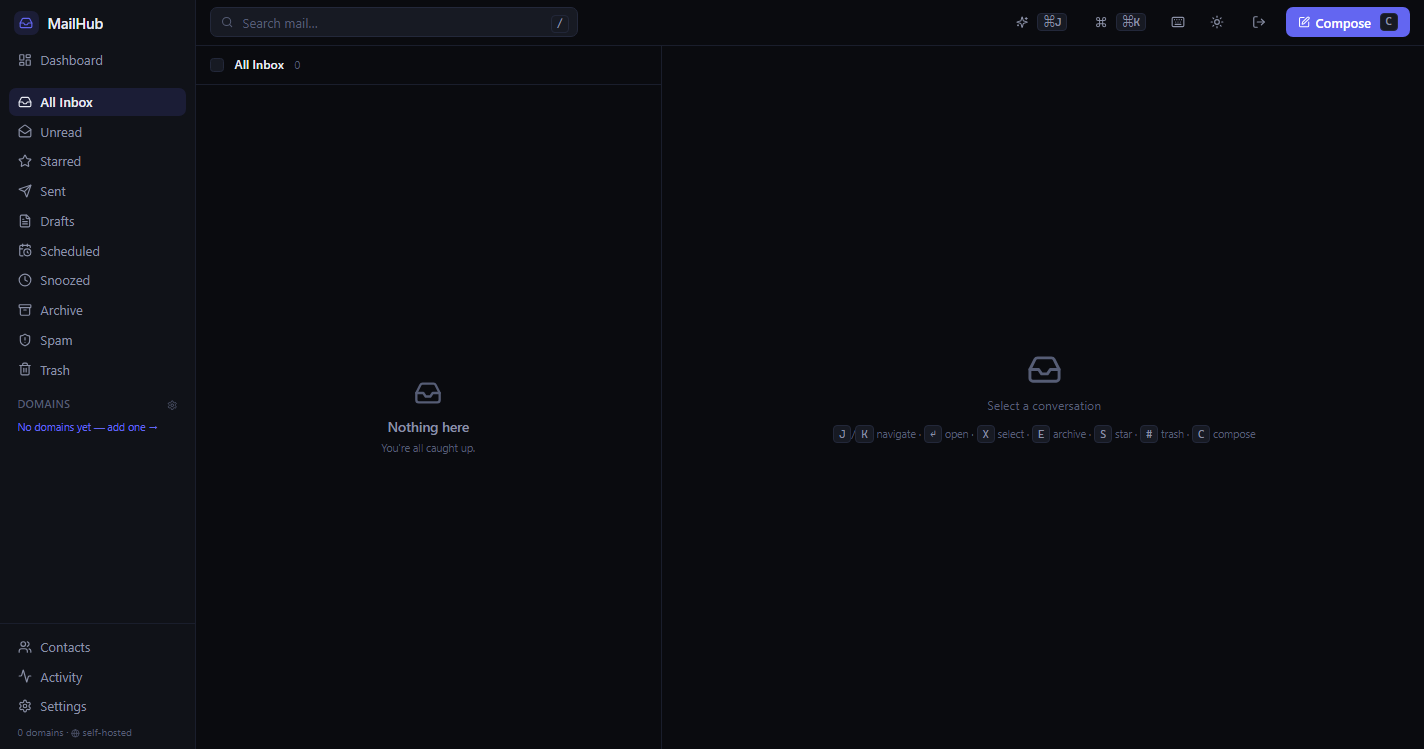 MailHub
Search mail...
/
⌘J
⌘K
Compose C
Dashboard
All Inbox
Unread
Starred
Sent
Drafts
Scheduled
Snoozed
Archive
Spam
Trash
DOMAINS
No domains yet — add one →
Contacts
Activity
Settings
0 domains · self-hosted
All Inbox 0
Nothing here
You're all caught up.
Select a conversation
J/K navigate · ↵ open · X select · E archive · S star · # trash · C compose